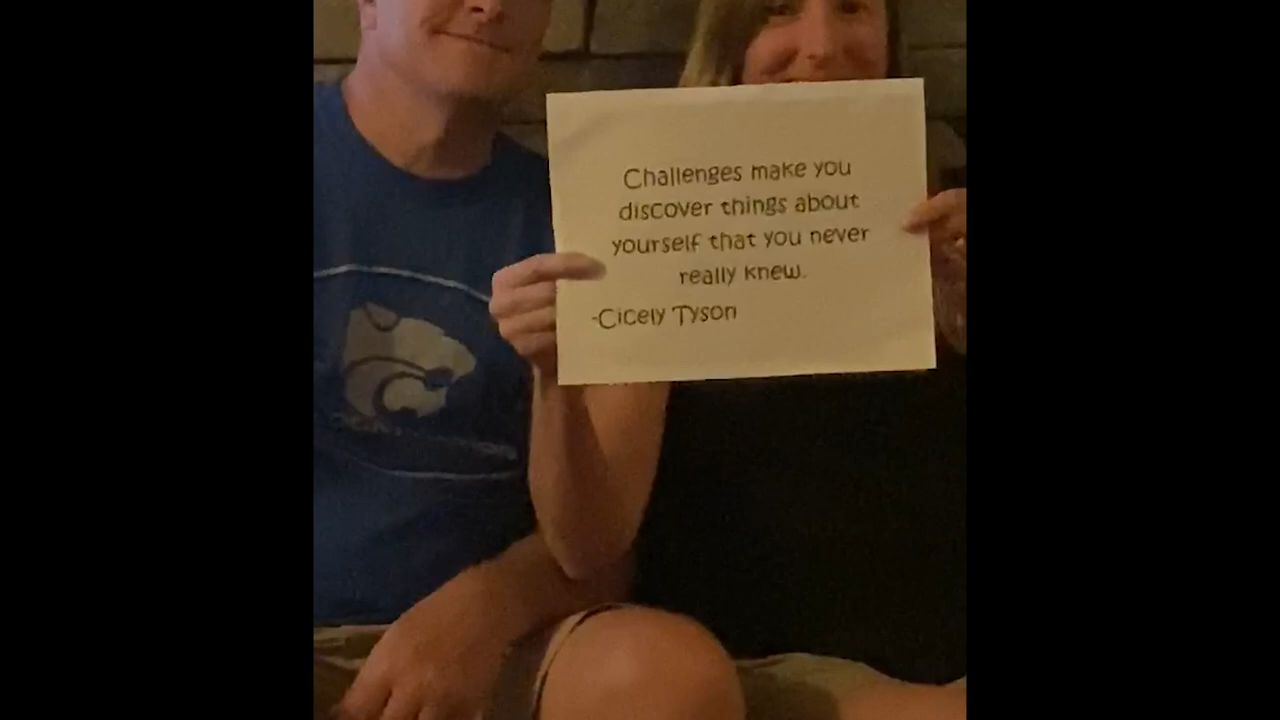 Challenges make you
discover things about
yourself that you never
really knew.
-Cicely Tyson